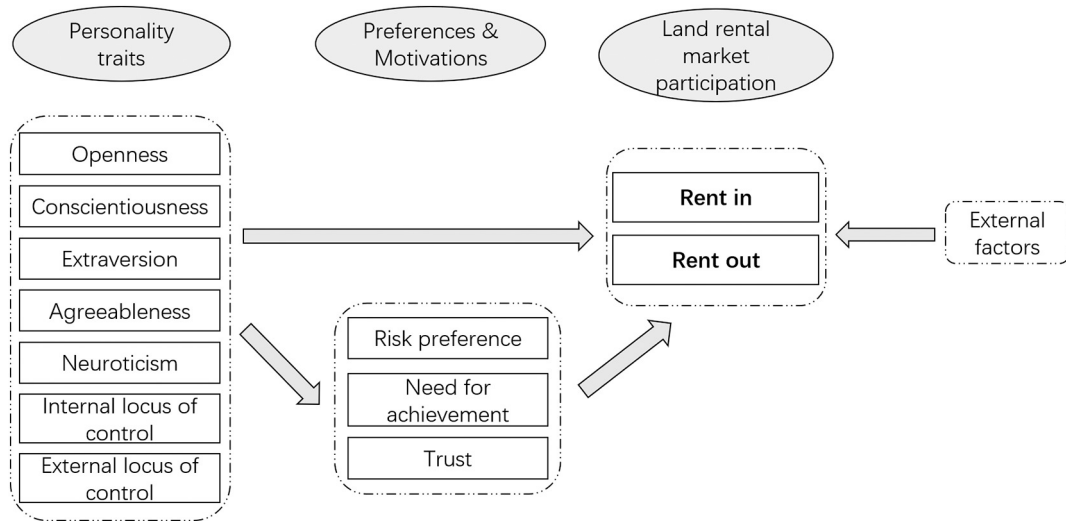 Personality
traits
Preferences &
Motivations
Land rental
market
participation
Openness
Conscientiousness
Extraversion
Agreeableness
Neuroticism
Internal locus of
control
External locus of
control
Risk preference
Need for
achievement
Trust
Rent in
Rent out
External
factors